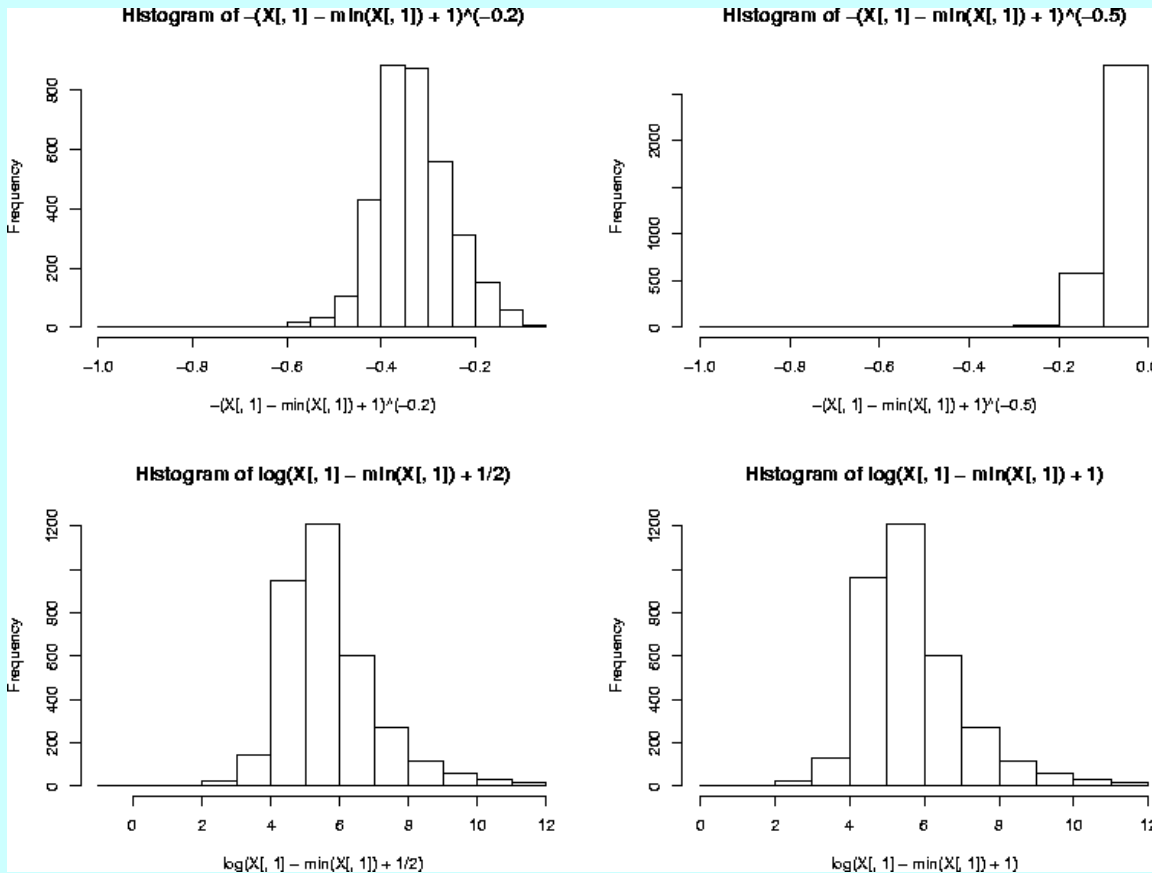 Histogram of –(X[, 1] – min(X[, 1]) + 1)^(–0.2)
Frequency
0 200 400 600 800
–1.0 –0.8 –0.6 –0.4 –0.2
–(X[, 1] – min(X[, 1]) + 1)^(–0.2)
Histogram of –(X[, 1] – min(X[, 1]) + 1)^(–0.5)
Frequency
0 500 1000 2000
–1.0 –0.8 –0.6 –0.4 –0.2 0.0
–(X[, 1] – min(X[, 1]) + 1)^(–0.5)
Histogram of log(X[, 1] – min(X[, 1]) + 1/2)
Frequency
0 200 400 600 800 1200
0 2 4 6 8 10 12
log(X[, 1] – min(X[, 1]) + 1/2)
Histogram of log(X[, 1] – min(X[, 1]) + 1)
Frequency
0 200 400 600 800 1200
0 2 4 6 8 10 12
log(X[, 1] – min(X[, 1]) + 1)